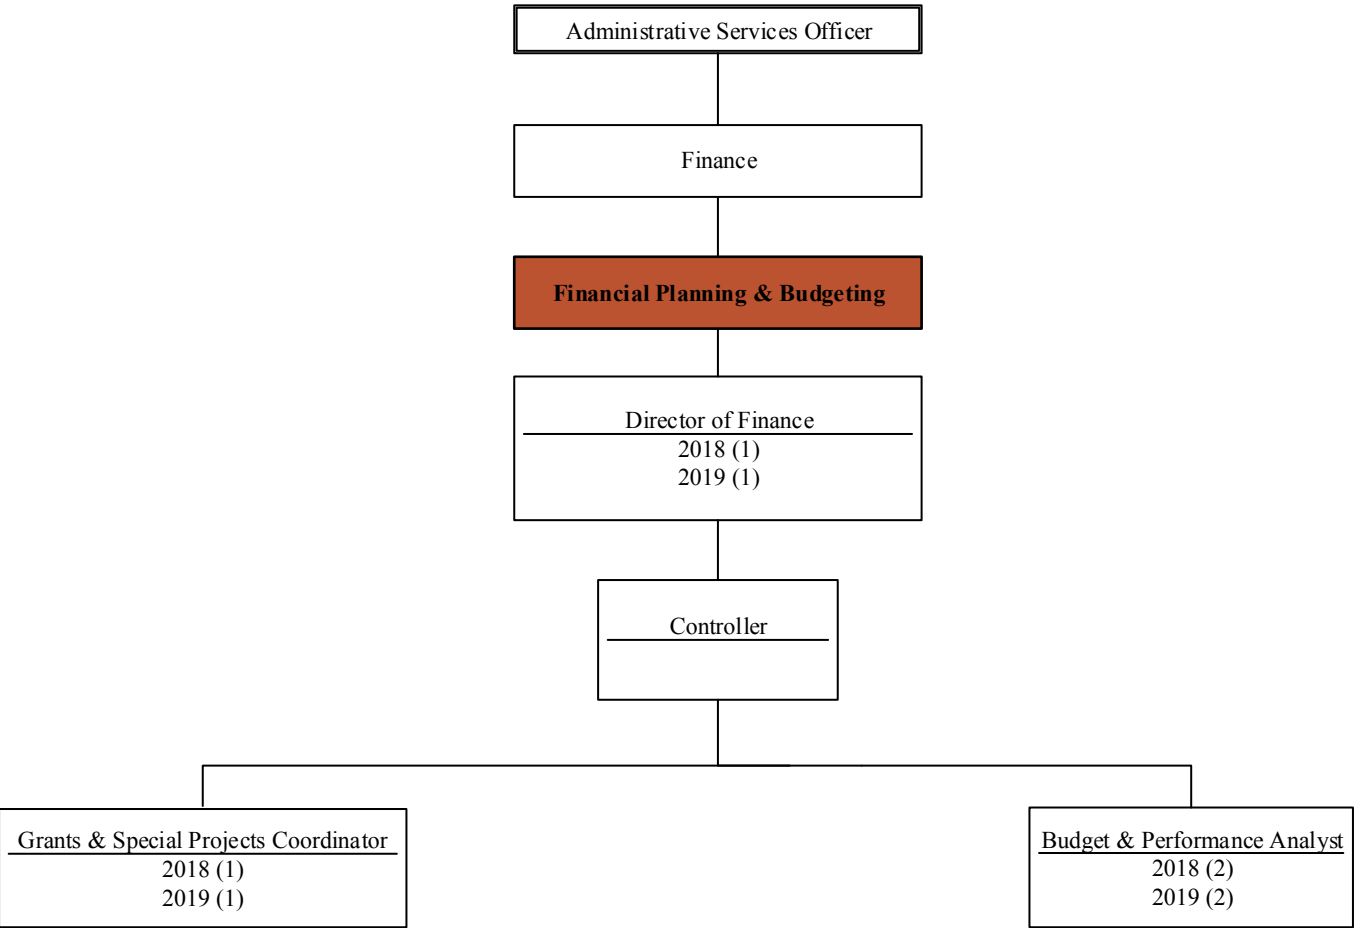 Administrative Services Officer
Finance
Financial Planning & Budgeting
Director of Finance
2018 (1)
2019 (1)
Controller
Grants & Special Projects Coordinator
2018 (1)
2019 (1)
Budget & Performance Analyst
2018 (2)
2019 (2)